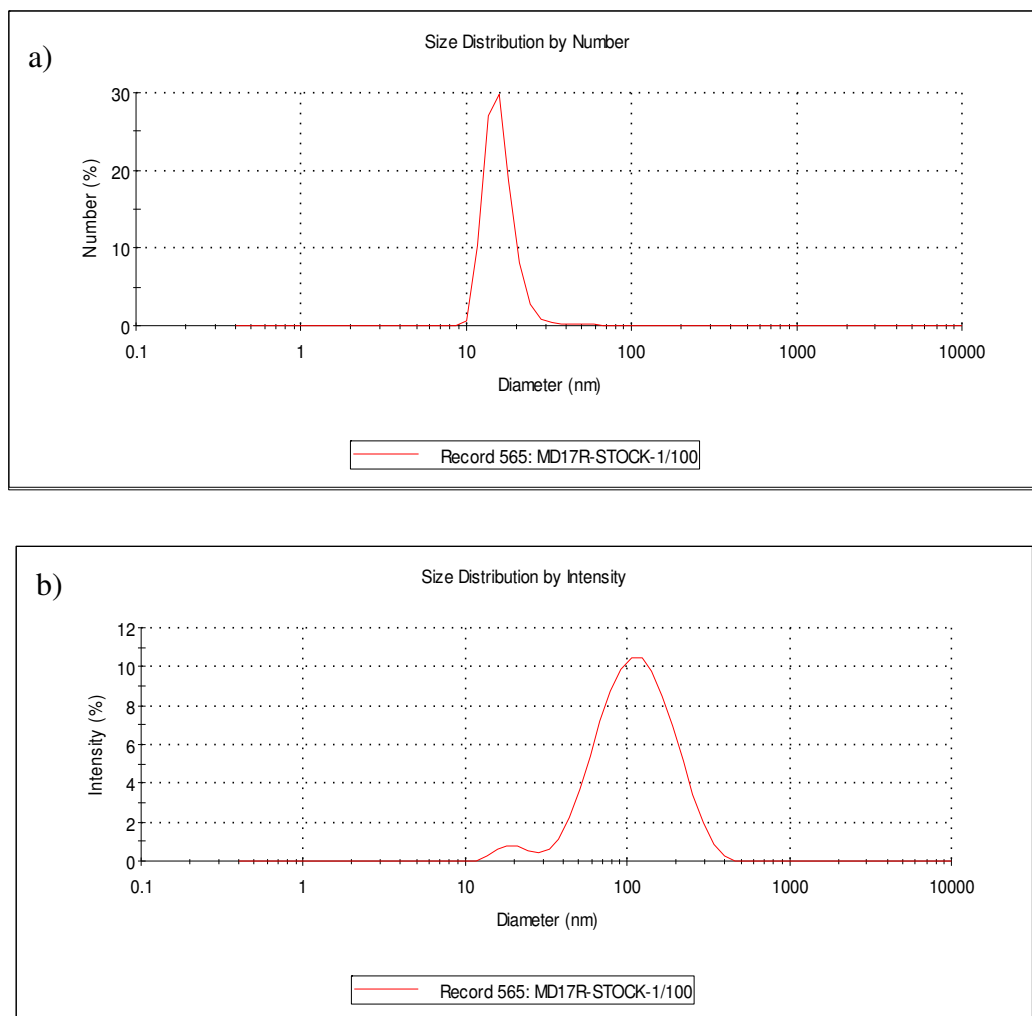 a)
Size Distribution by Number
Number (%)
30
20
10
0
0.1 1 10 100 1000 10000
Diameter (nm)
Record 565: MD17R-STOCK-1/100
b)
Size Distribution by Intensity
Intensity (%)
12
10
8
6
4
2
0
0.1 1 10 100 1000 10000
Diameter (nm)
Record 565: MD17R-STOCK-1/100